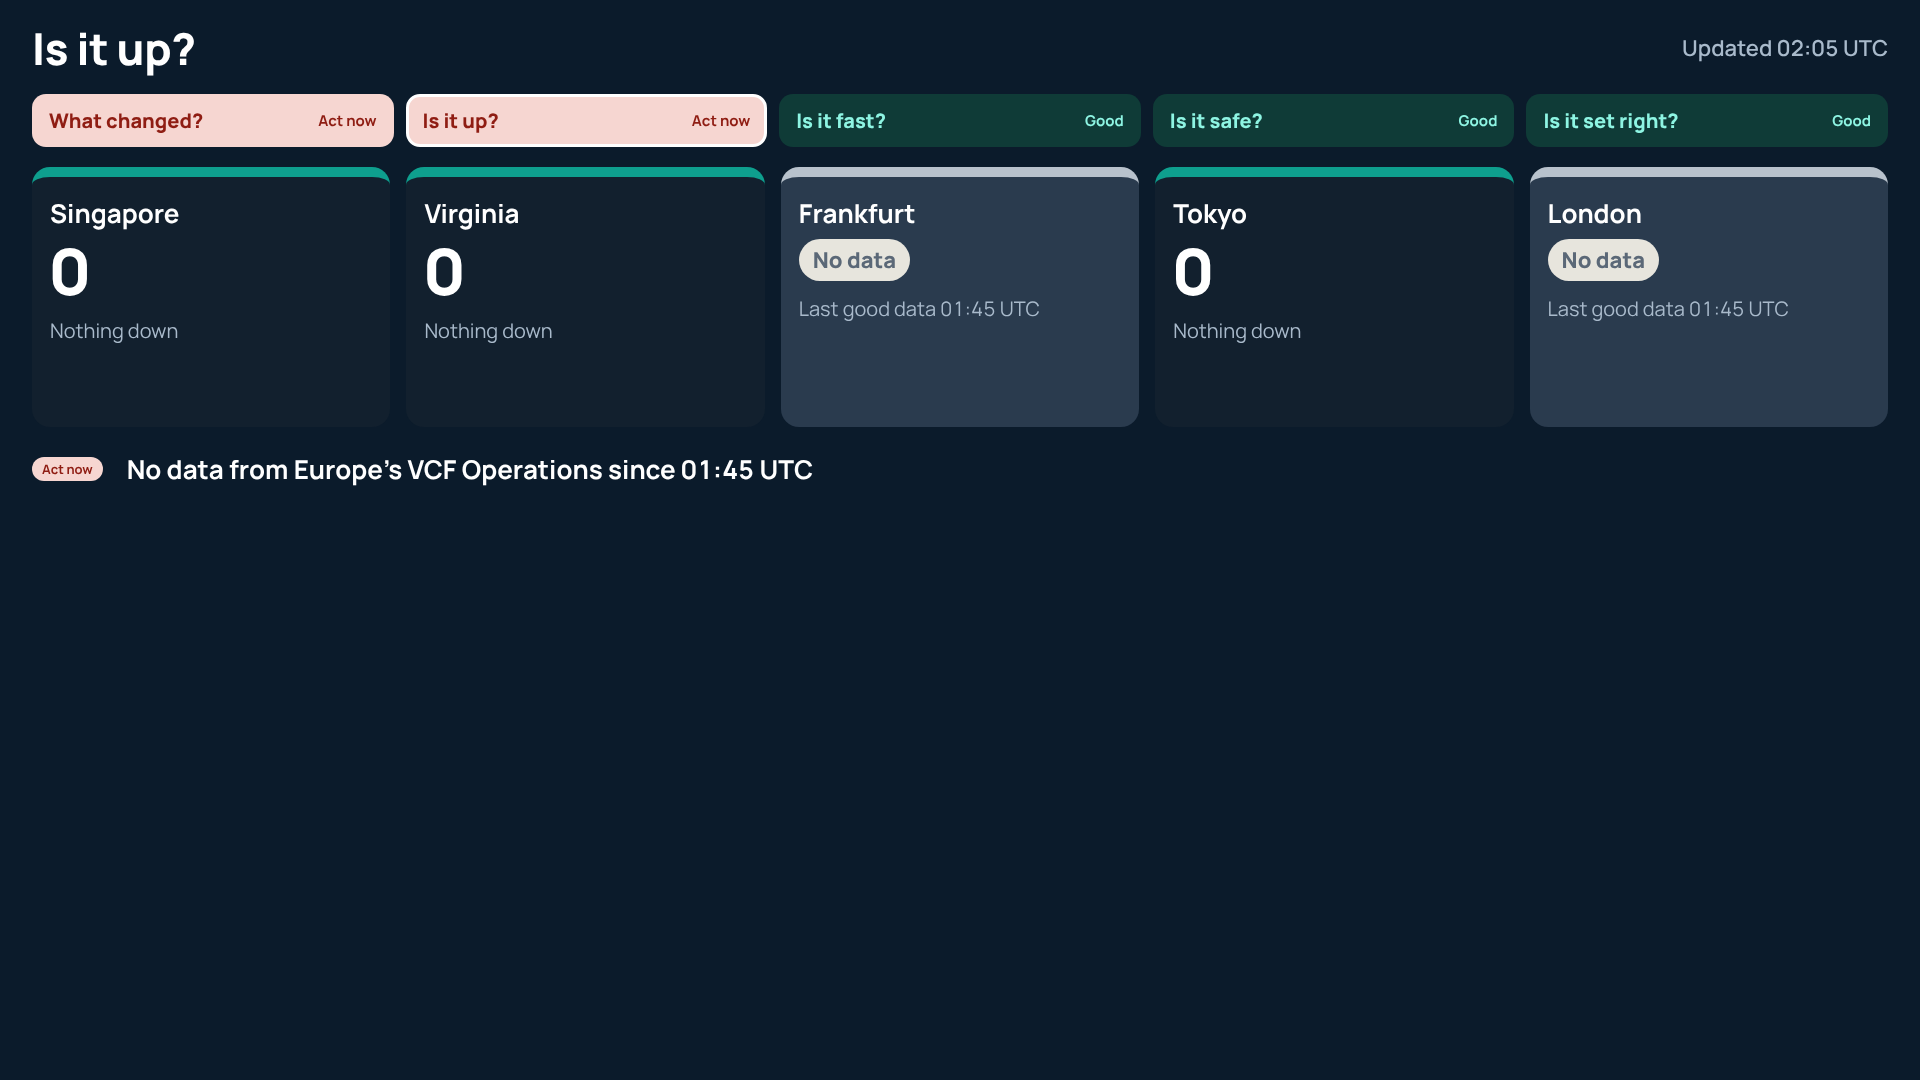 Is it up?
Updated 02:05 UTC
What changed? Act now
Is it up? Act now
Is it fast? Good
Is it safe? Good
Is it set right? Good
Singapore
0
Nothing down
Virginia
0
Nothing down
Frankfurt
No data
Last good data 01:45 UTC
Tokyo
0
Nothing down
London
No data
Last good data 01:45 UTC
Act now No data from Europe’s VCF Operations since 01:45 UTC